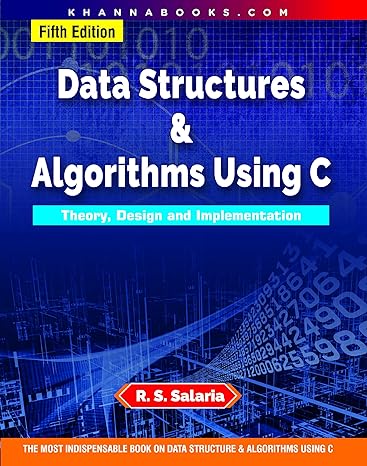 KHANNABOOKS.COM
Fifth Edition
Data Structures
&
Algorithms Using C
Theory, Design and Implementation
R. S. Salaria
THE MOST INDISPENSABLE BOOK ON DATA STRUCTURE & ALGORITHMS USING C